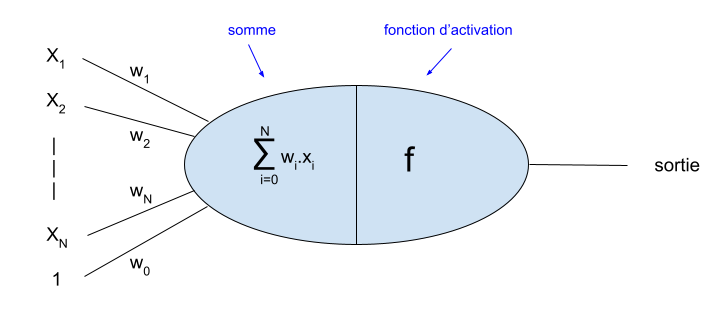 somme
fonction d'activation
X1
w1
X2
w2
N
∑ wi.xi
i=0
f
sortie
wN
XN
w0
1